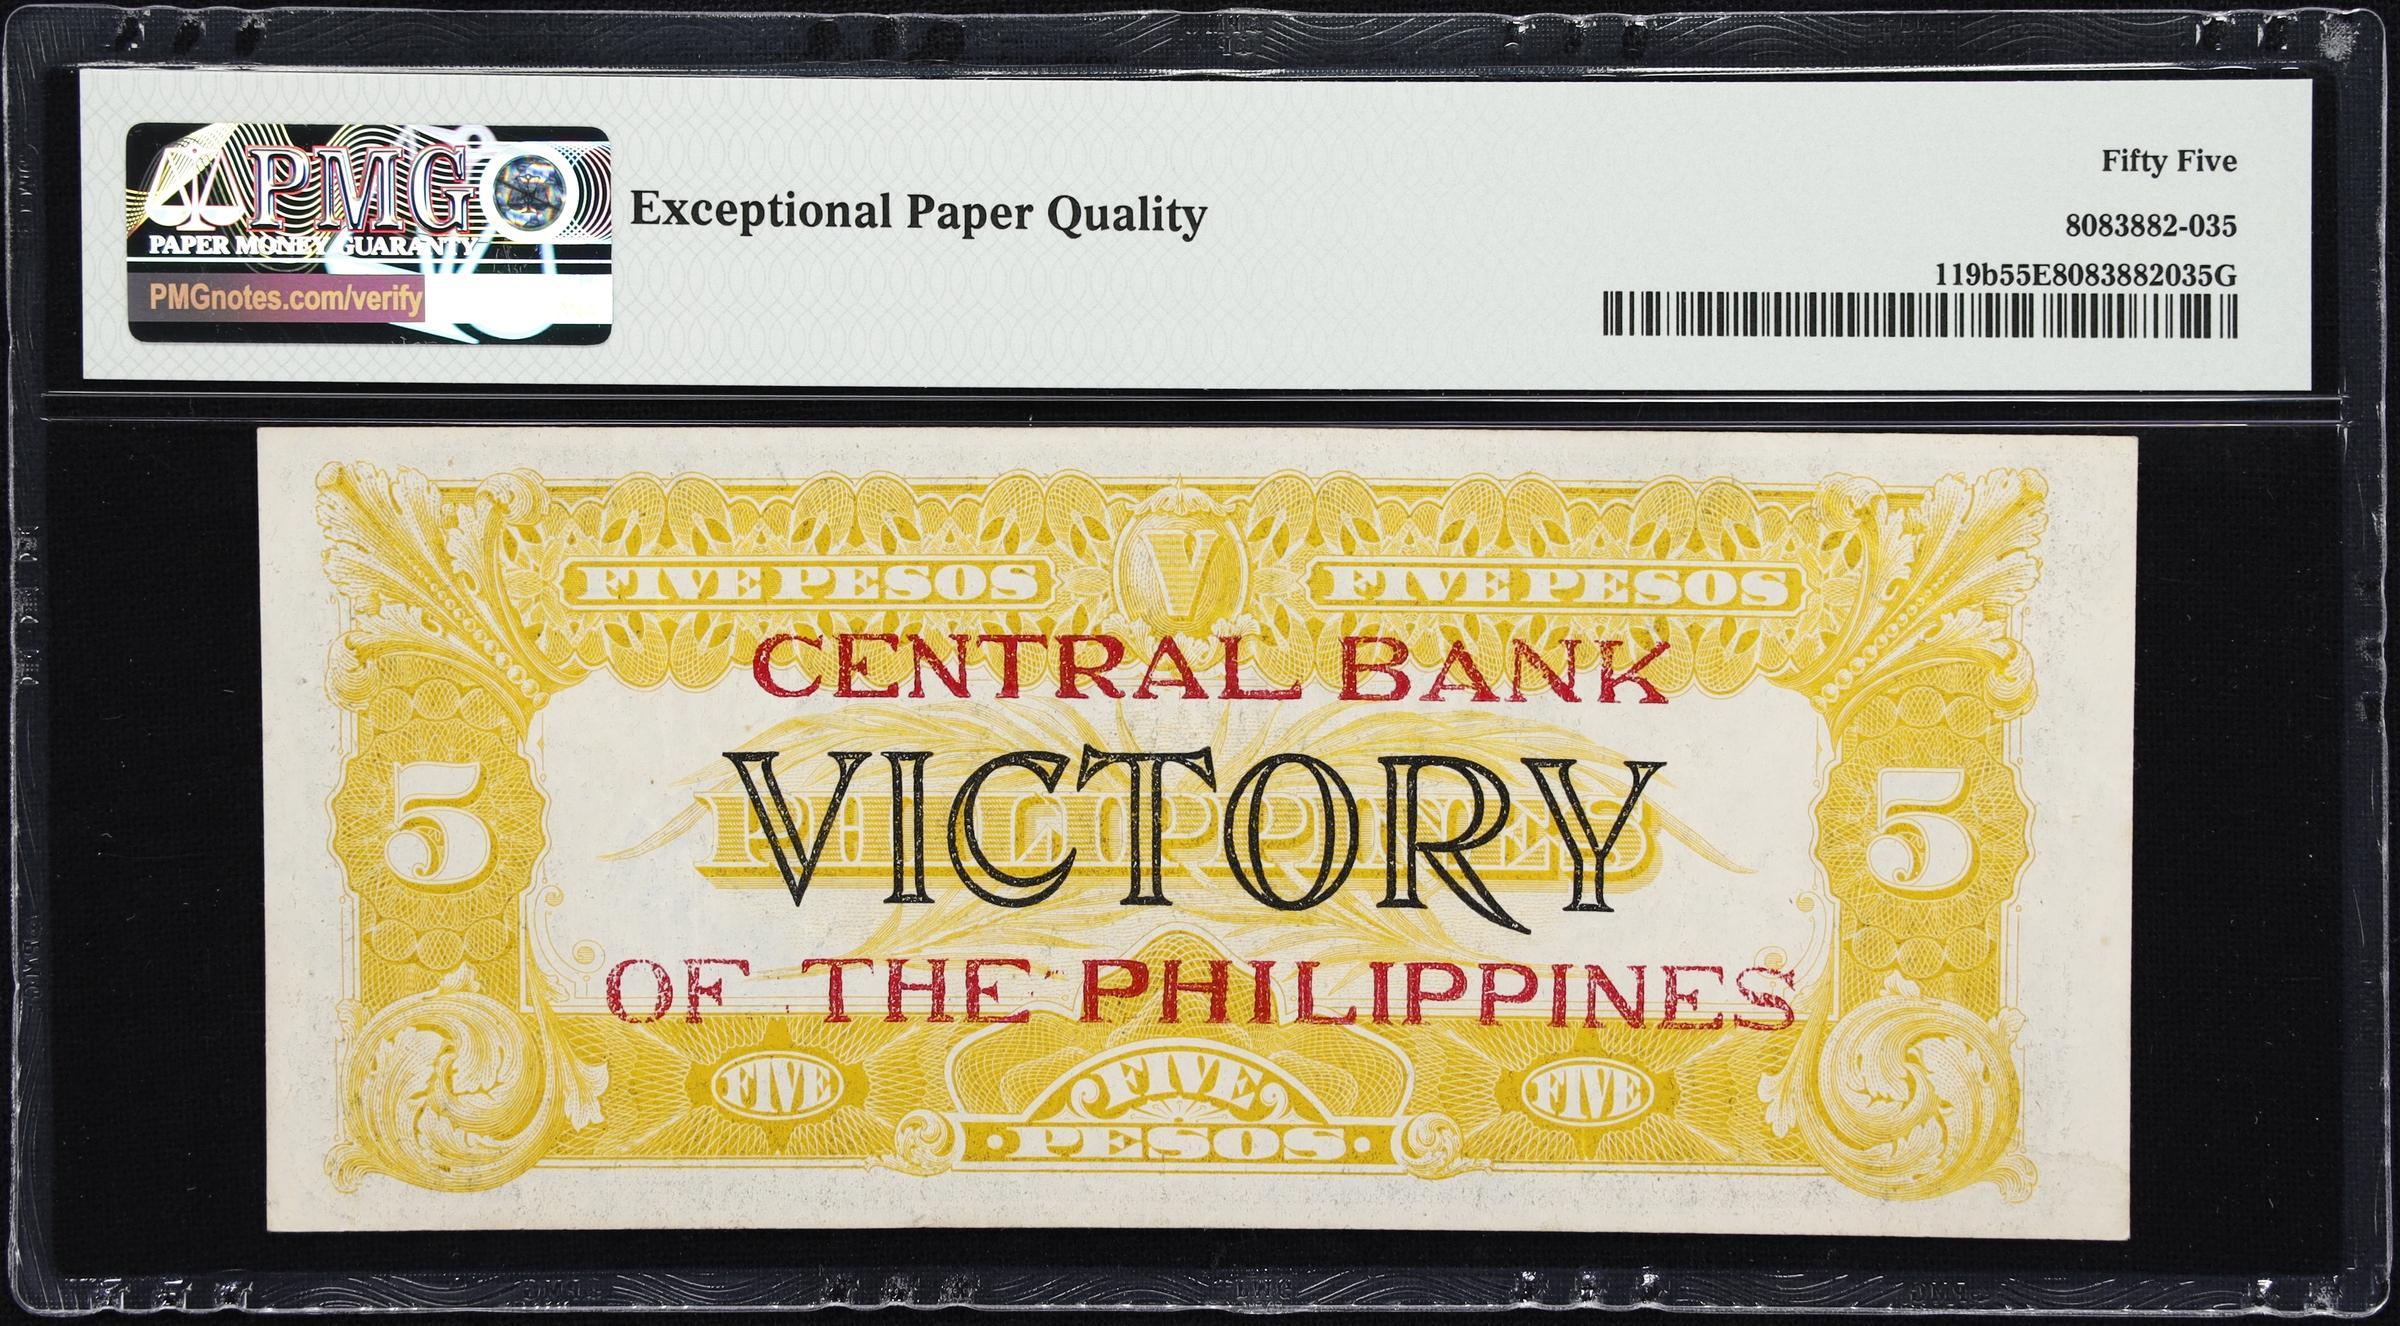 PMG
PAPER MONEY GUARANTY
PMGnotes.com/verify
Exceptional Paper Quality
Fifty Five
8083882-035
119b55E8083882035G
FIVE PESOS V FIVE PESOS
CENTRAL BANK
PHILIPPINES
VICTORY
5 5
OF THE PHILIPPINES
FIVE FIVE FIVE
·PESOS·